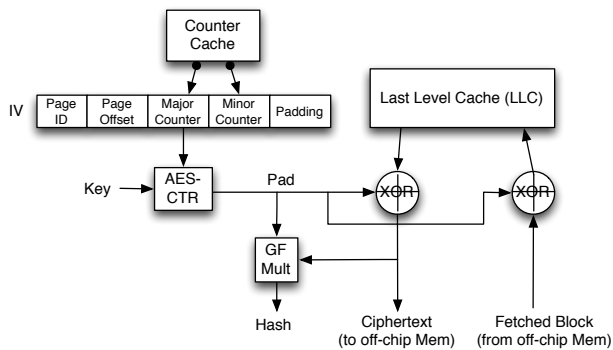 Counter
Cache
IV
Page
ID
Page
Offset
Major
Counter
Minor
Counter
Padding
Last Level Cache (LLC)
Key
AES-
CTR
Pad
XOR
XOR
GF
Mult
Hash
Ciphertext
(to off-chip Mem)
Fetched Block
(from off-chip Mem)